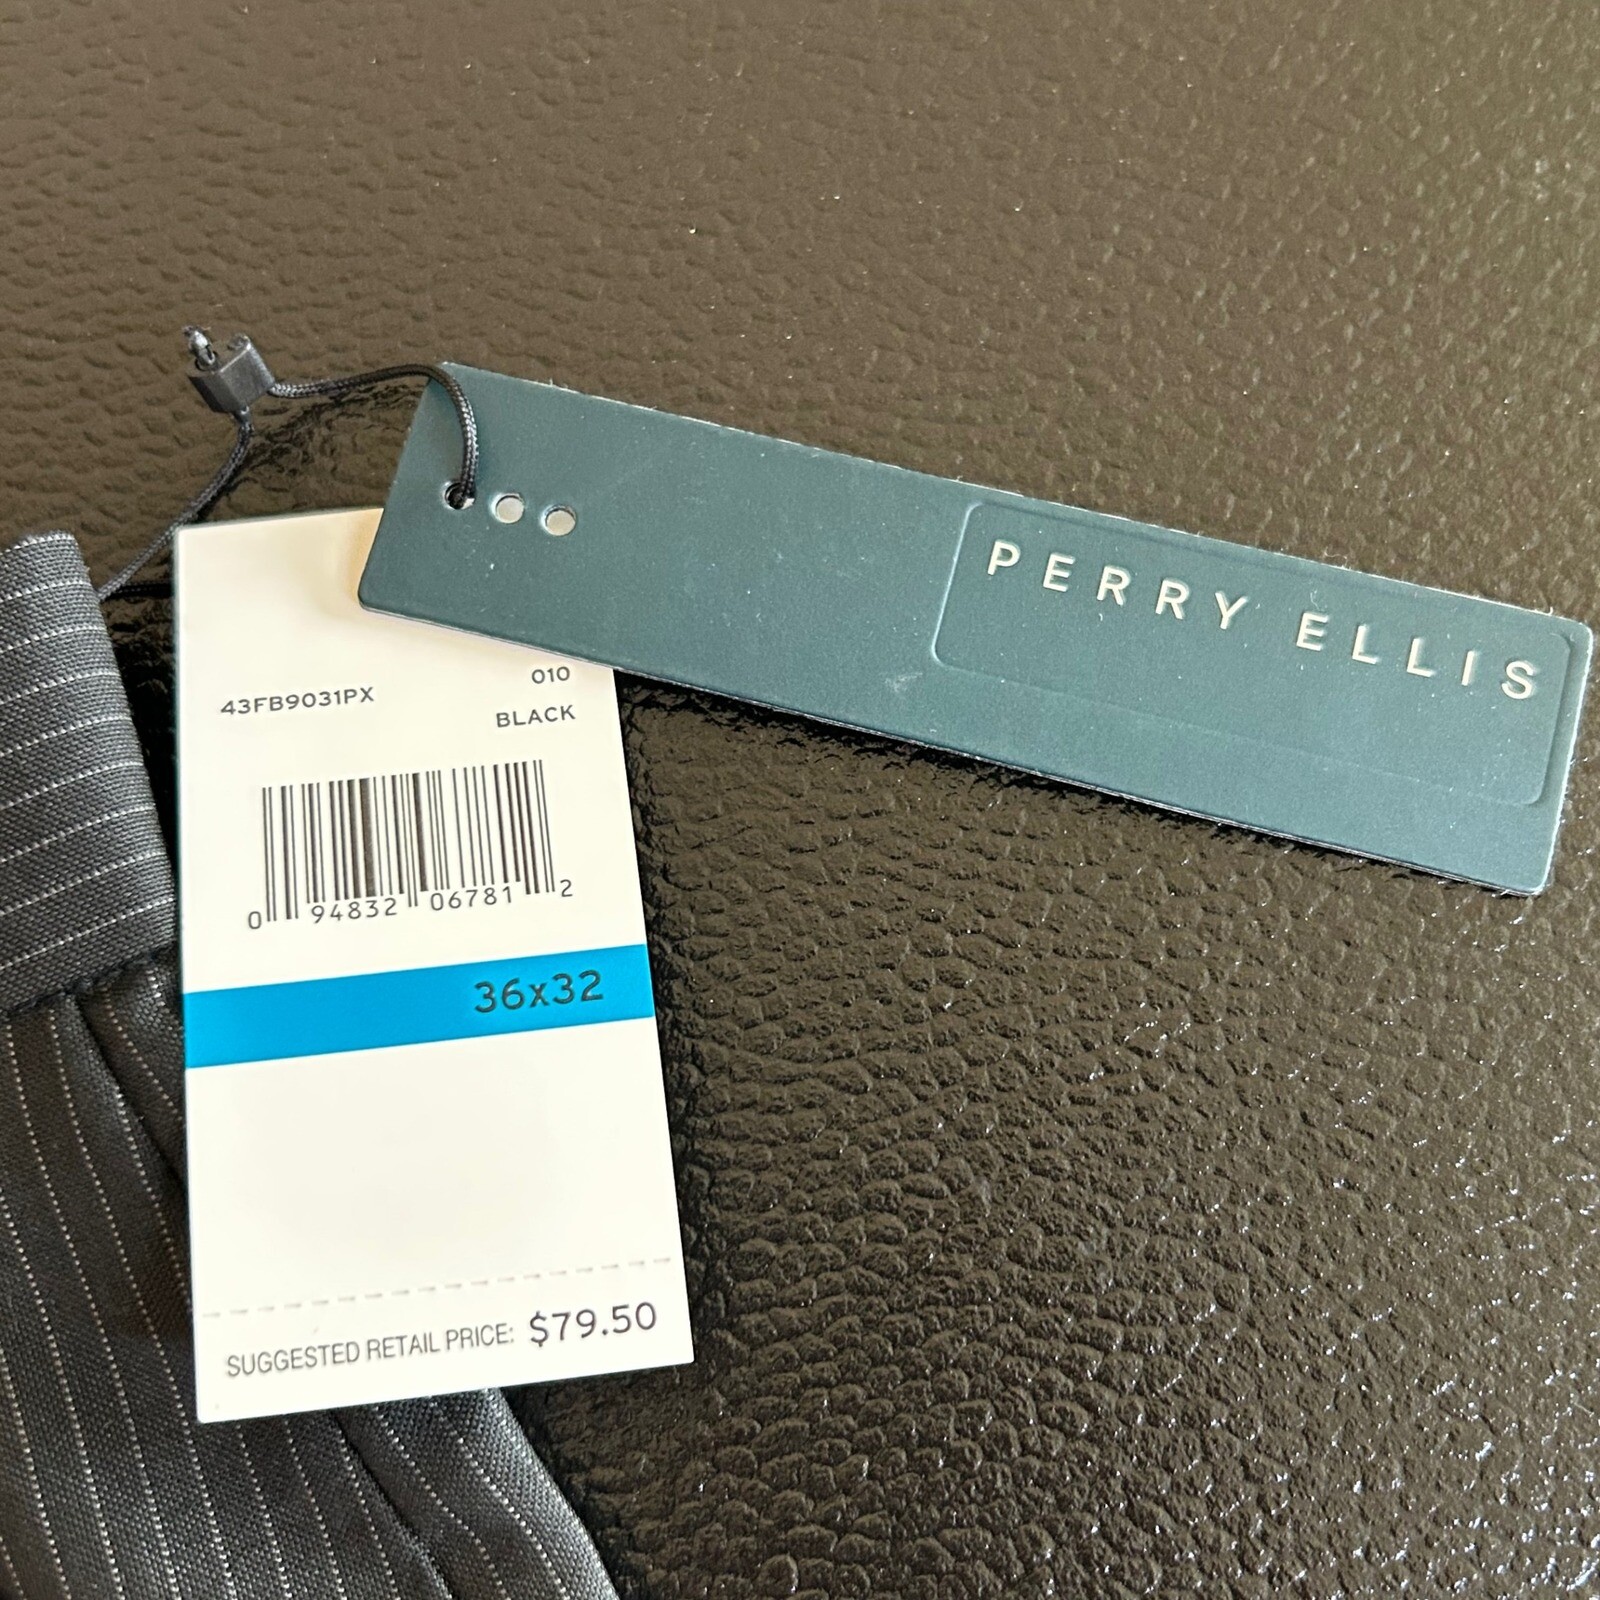 PERRY ELLIS
010
43FB9031PX
BLACK
0 94832 06781 2
36x32
SUGGESTED RETAIL PRICE: $79.50